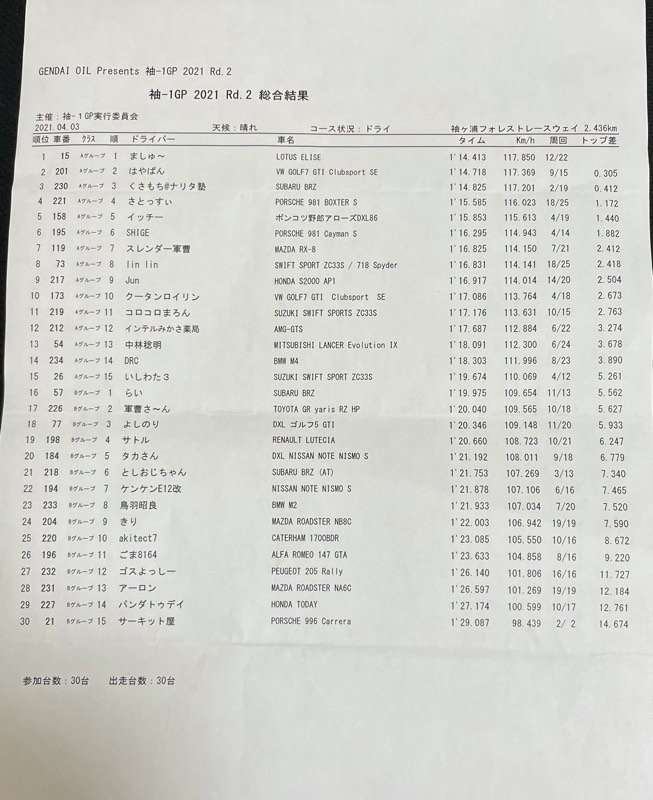 GENDAI OIL Presents 袖-1GP 2021 Rd.2
袖-1GP 2021 Rd.2 総合結果
主催：袖-１GP実行委員会
2021.04.03 天候：晴れ コース状況：ドライ 袖ヶ浦フォレストレースウェイ 2.436km
順位 車番 クラス 順 ドライバー 車名 タイム Km/h 周回 トップ差
1 15 Aグループ 1 ましゅ〜 LOTUS ELISE 1'14.413 117.850 12/22
2 201 Aグループ 2 はやぱん VW GOLF7 GTI Clubsport SE 1'14.718 117.369 9/15 0.305
3 230 Aグループ 3 くさもち@ナリタ塾 SUBARU BRZ 1'14.825 117.201 2/19 0.412
4 221 Aグループ 4 さとっすぃ PORSCHE 981 BOXTER S 1'15.585 116.023 18/25 1.172
5 158 Aグループ 5 イッチー ポンコツ野郎アローズDXL86 1'15.853 115.613 4/19 1.440
6 195 Aグループ 6 SHIGE PORSCHE 981 Cayman S 1'16.295 114.943 4/14 1.882
7 119 Aグループ 7 スレンダー軍曹 MAZDA RX-8 1'16.825 114.150 7/21 2.412
8 73 Aグループ 8 lin lin SWIFT SPORT ZC33S / 718 Spyder 1'16.831 114.141 18/25 2.418
9 217 Aグループ 9 Jun HONDA S2000 AP1 1'16.917 114.014 14/20 2.504
10 173 Aグループ 10 クータンロイリン VW GOLF7 GTI Clubsport SE 1'17.086 113.764 4/18 2.673
11 219 Aグループ 11 コロコロまろん SUZUKI SWIFT SPORTS ZC33S 1'17.176 113.631 10/15 2.763
12 212 Aグループ 12 インテルみかさ薬局 AMG-GTS 1'17.687 112.884 6/22 3.274
13 54 Aグループ 13 中林稔明 MITSUBISHI LANCER Evolution IX 1'18.091 112.300 6/24 3.678
14 234 Aグループ 14 DRC BMW M4 1'18.303 111.996 8/23 3.890
15 26 Aグループ 15 いしわた３ SUZUKI SWIFT SPORT ZC33S 1'19.674 110.069 4/12 5.261
16 57 Bグループ 1 らい SUBARU BRZ 1'19.975 109.654 11/13 5.562
17 226 Bグループ 2 軍曹さ〜ん TOYOTA GR yaris RZ HP 1'20.040 109.565 10/18 5.627
18 77 Bグループ 3 よしのり DXL ゴルフ5 GTI 1'20.346 109.148 11/20 5.933
19 198 Bグループ 4 サトル RENAULT LUTECIA 1'20.660 108.723 10/21 6.247
20 184 Bグループ 5 タカさん DXL NISSAN NOTE NISMO S 1'21.192 108.011 9/18 6.779
21 218 Bグループ 6 としおじちゃん SUBARU BRZ (AT) 1'21.753 107.269 3/13 7.340
22 194 Bグループ 7 ケンケンE12改 NISSAN NOTE NISMO S 1'21.878 107.106 6/16 7.465
23 233 Bグループ 8 鳥羽昭良 BMW M2 1'21.933 107.034 7/20 7.520
24 204 Bグループ 9 きり MAZDA ROADSTER NB8C 1'22.003 106.942 19/19 7.590
25 220 Bグループ 10 akitect7 CATERHAM 1700BDR 1'23.085 105.550 10/16 8.672
26 196 Bグループ 11 ごま8164 ALFA ROMEO 147 GTA 1'23.633 104.858 8/16 9.220
27 232 Bグループ 12 ゴスよっしー PEUGEOT 205 Rally 1'26.140 101.806 16/16 11.727
28 231 Bグループ 13 アーロン MAZDA ROADSTER NA6C 1'26.597 101.269 19/19 12.184
29 227 Bグループ 14 パンダトゥデイ HONDA TODAY 1'27.174 100.599 10/17 12.761
30 21 Bグループ 15 サーキット屋 PORSCHE 996 Carrera 1'29.087 98.439 2/ 2 14.674
参加台数：30台 出走台数：30台